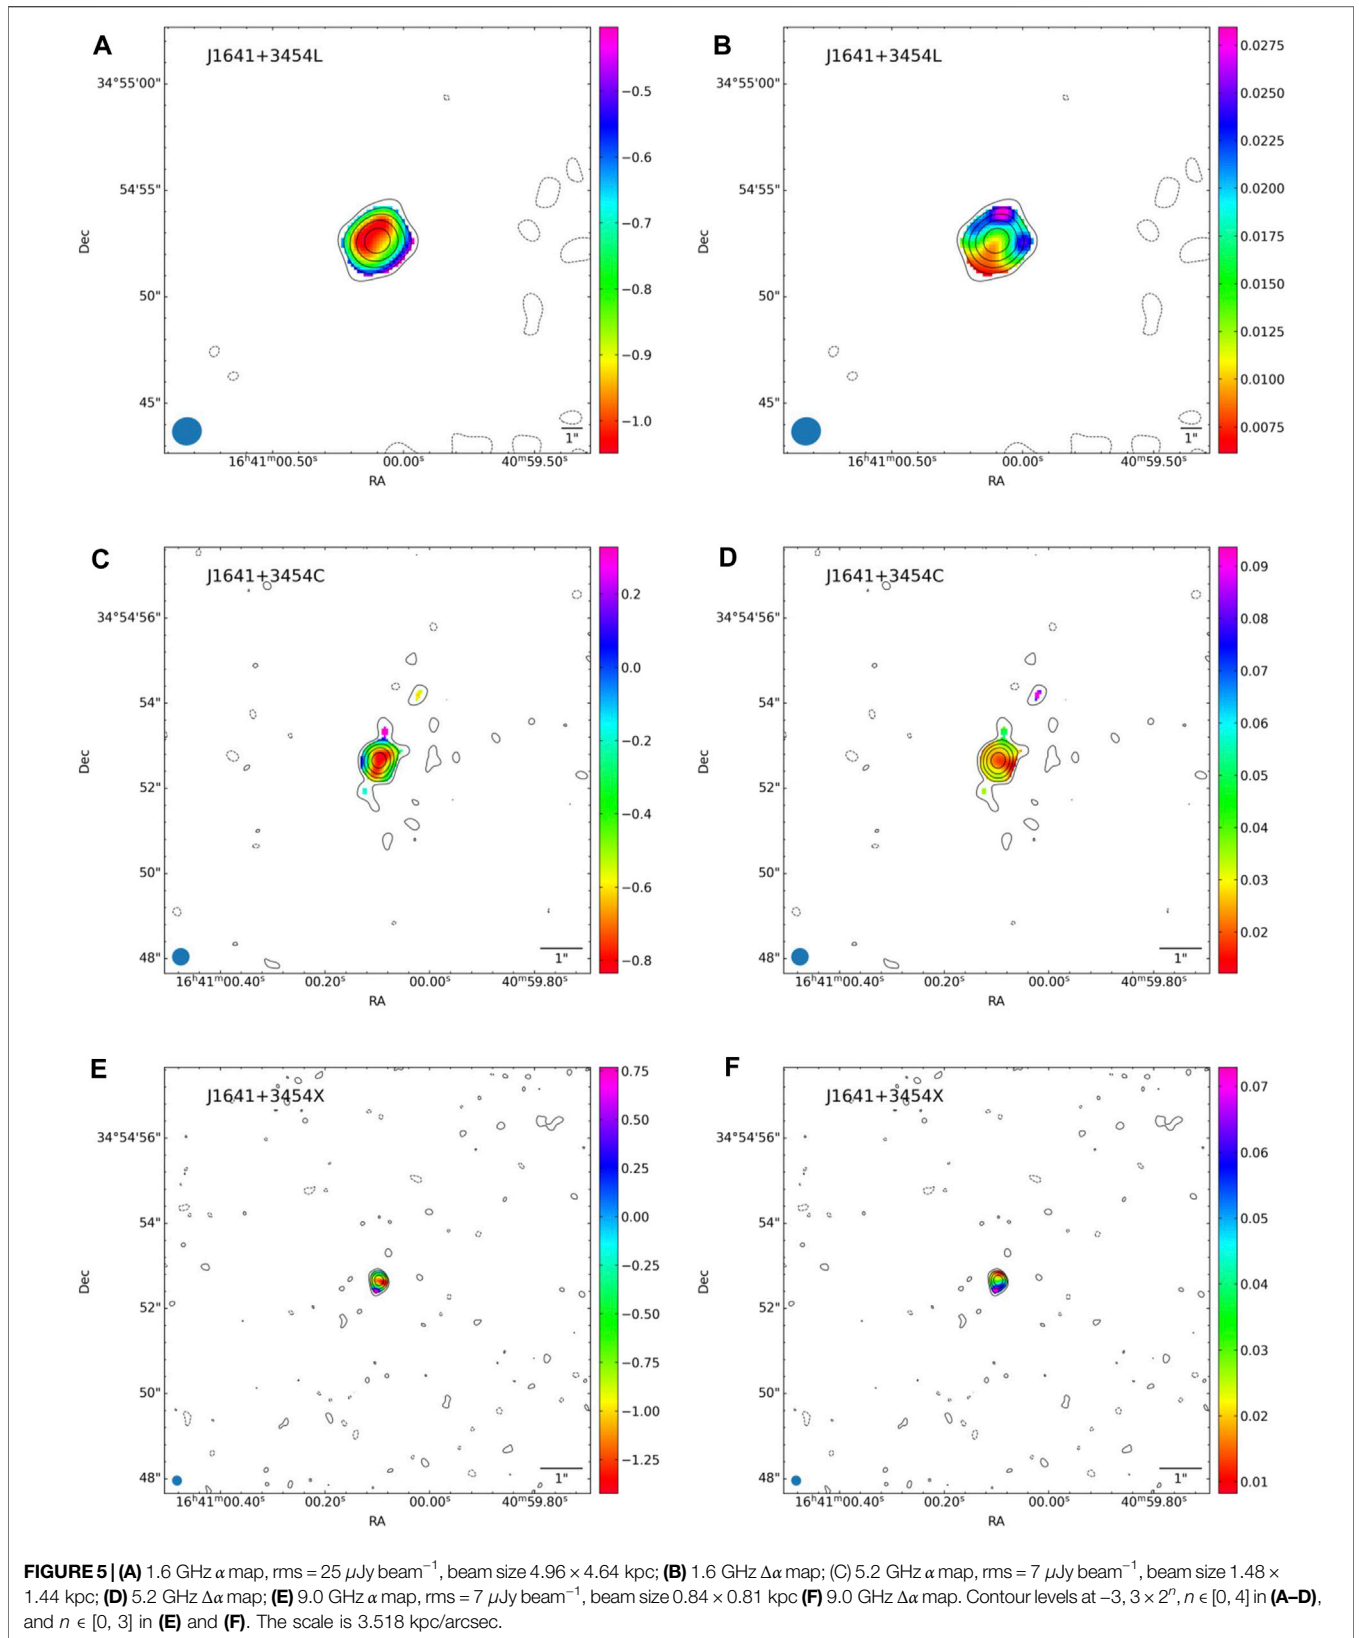 A
J1641+3454L
34°55'00"
54'55"
50"
45"
Dec
16ʰ41ᵐ00.50ˢ 00.00ˢ 40ᵐ59.50ˢ
RA
1"
−0.5
−0.6
−0.7
−0.8
−0.9
−1.0
B
J1641+3454L
34°55'00"
54'55"
50"
45"
Dec
16ʰ41ᵐ00.50ˢ 00.00ˢ 40ᵐ59.50ˢ
RA
1"
0.0275
0.0250
0.0225
0.0200
0.0175
0.0150
0.0125
0.0100
0.0075
C
J1641+3454C
34°54'56"
54"
52"
50"
48"
Dec
16ʰ41ᵐ00.40ˢ 00.20ˢ 00.00ˢ 40ᵐ59.80ˢ
RA
1"
0.2
0.0
−0.2
−0.4
−0.6
−0.8
D
J1641+3454C
34°54'56"
54"
52"
50"
48"
Dec
16ʰ41ᵐ00.40ˢ 00.20ˢ 00.00ˢ 40ᵐ59.80ˢ
RA
1"
0.09
0.08
0.07
0.06
0.05
0.04
0.03
0.02
E
J1641+3454X
34°54'56"
54"
52"
50"
48"
Dec
16ʰ41ᵐ00.40ˢ 00.20ˢ 00.00ˢ 40ᵐ59.80ˢ
RA
1"
0.75
0.50
0.25
0.00
−0.25
−0.50
−0.75
−1.00
−1.25
F
J1641+3454X
34°54'56"
54"
52"
50"
48"
Dec
16ʰ41ᵐ00.40ˢ 00.20ˢ 00.00ˢ 40ᵐ59.80ˢ
RA
1"
0.07
0.06
0.05
0.04
0.03
0.02
0.01
FIGURE 5 | (A) 1.6 GHz α map, rms = 25 μJy beam⁻¹, beam size 4.96 × 4.64 kpc; (B) 1.6 GHz Δα map; (C) 5.2 GHz α map, rms = 7 μJy beam⁻¹, beam size 1.48 ×
1.44 kpc; (D) 5.2 GHz Δα map; (E) 9.0 GHz α map, rms = 7 μJy beam⁻¹, beam size 0.84 × 0.81 kpc (F) 9.0 GHz Δα map. Contour levels at −3, 3 × 2ⁿ, n ∈ [0, 4] in (A–D),
and n ∈ [0, 3] in (E) and (F). The scale is 3.518 kpc/arcsec.